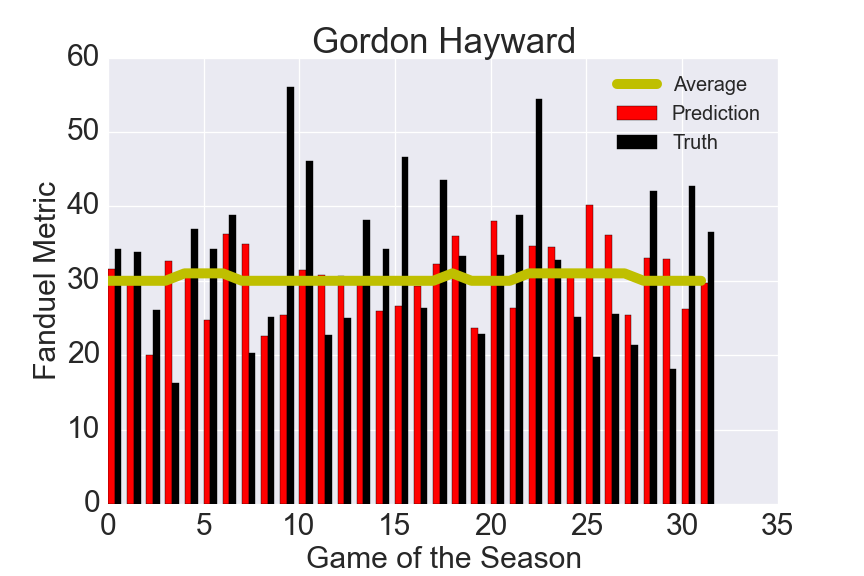 Gordon Hayward
60
50
40
30
20
10
0
Fanduel Metric
Average
Prediction
Truth
0 5 10 15 20 25 30 35
Game of the Season